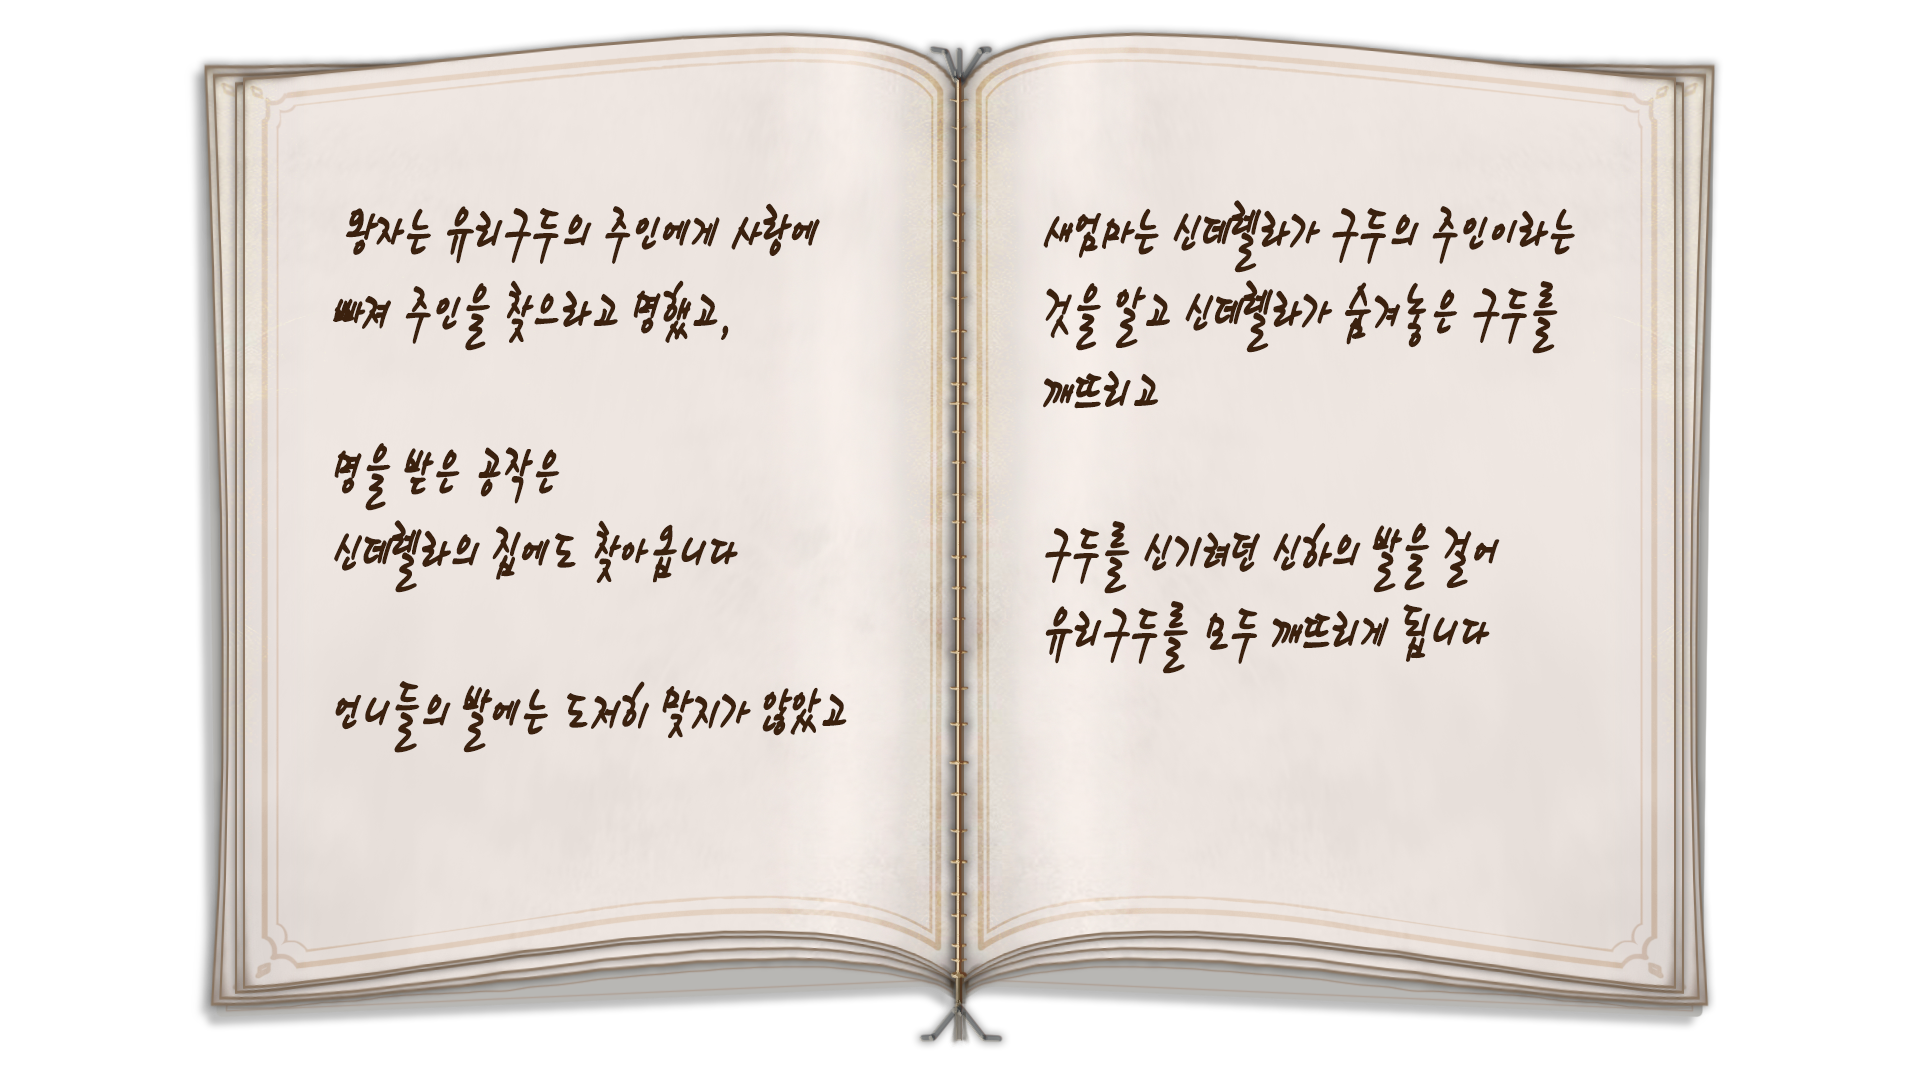 왕자는 유리구두의 주인에게 사랑에
빠져 주인을 찾으라고 명했고,
명을 받은 공작은
신데렐라의 집에도 찾아옵니다
언니들의 발에는 도저히 맞지가 않았고
새엄마는 신데렐라가 구두의 주인이라는
것을 알고 신데렐라가 숨겨놓은 구두를
깨뜨리고
구두를 신기려던 신하의 발을 걸어
유리구두를 모두 깨뜨리게 됩니다